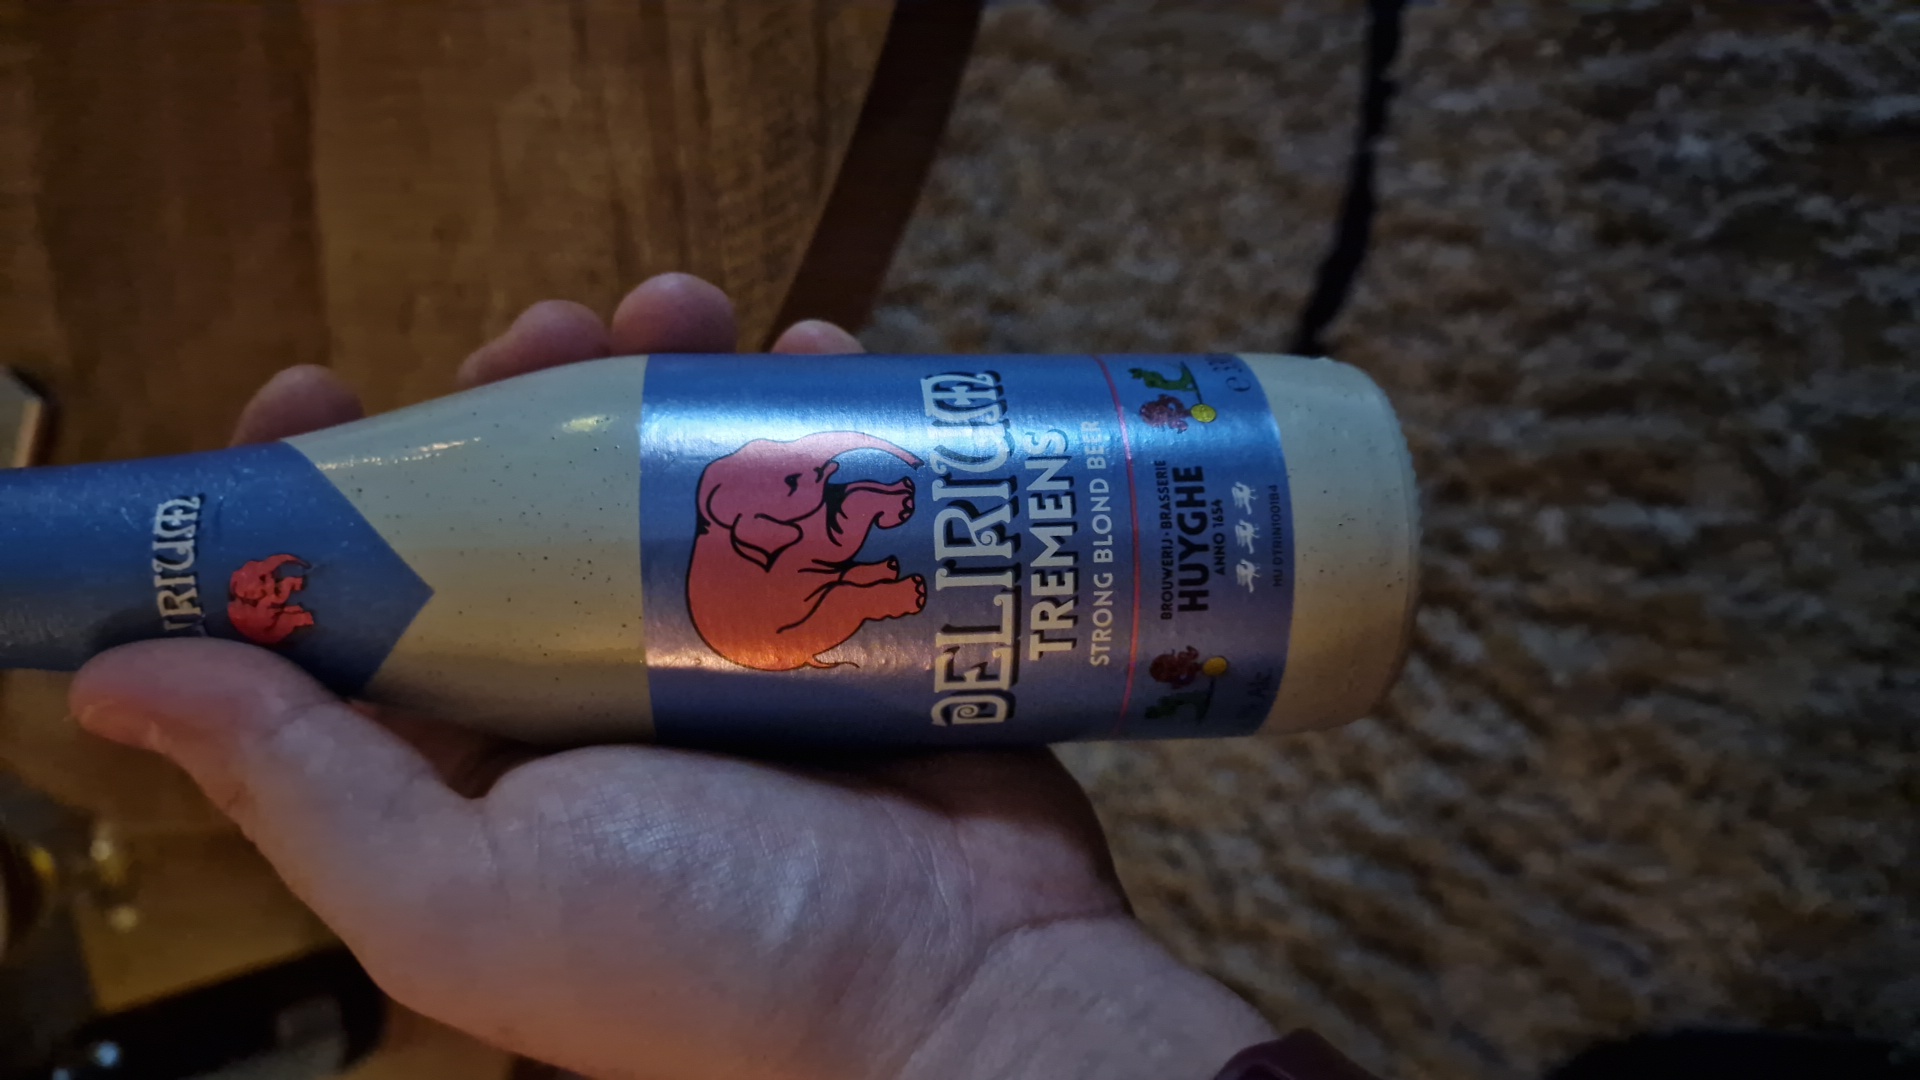 DELIRIUM
TREMENS
STRONG BLOND BEER
BROUWERIJ · BRASSERIE
HUYGHE
ANNO 1654